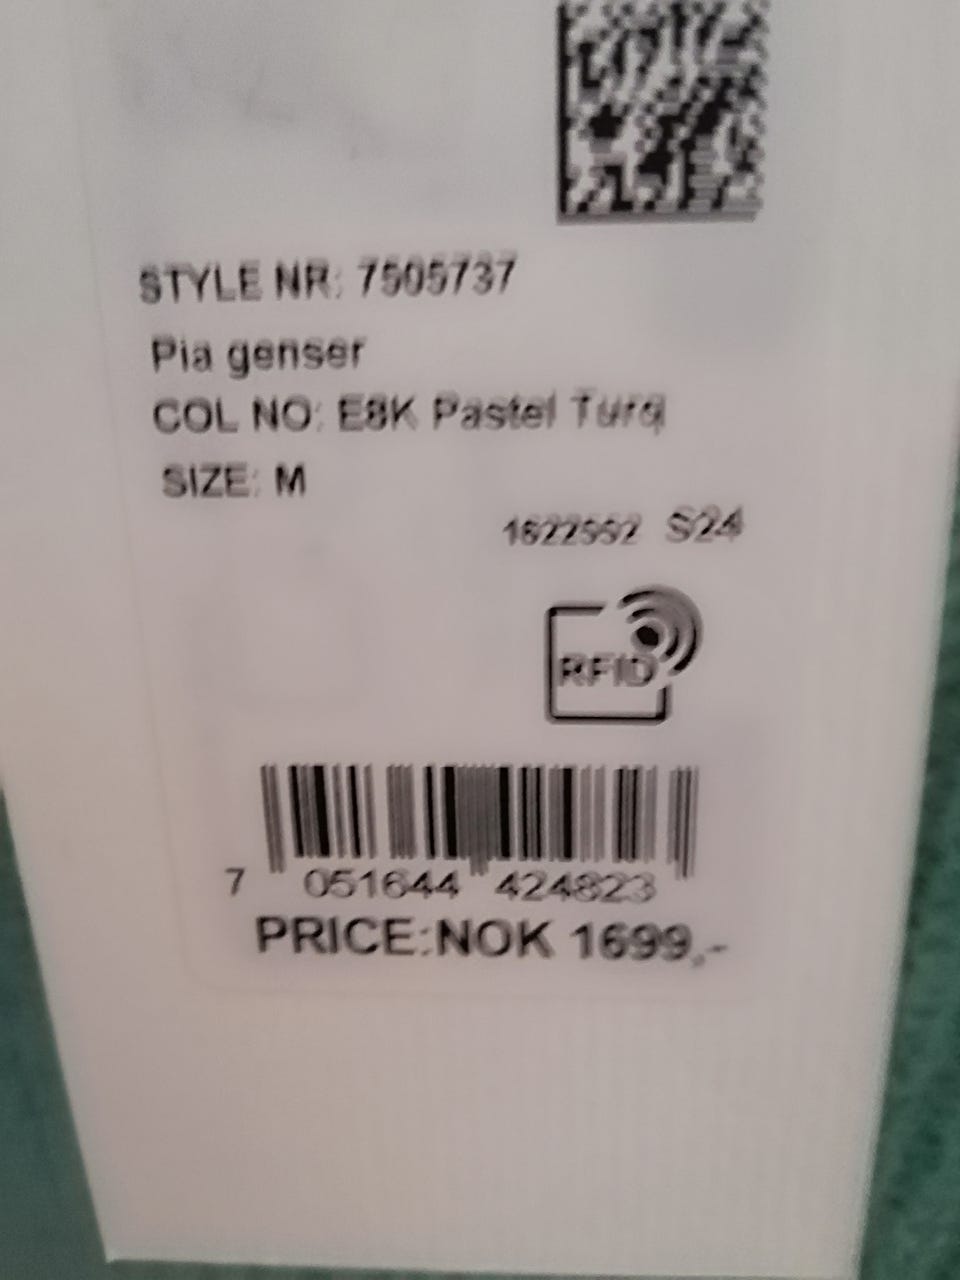 STYLE NR: 7505737
Pia genser
COL NO: E8K Pastel Turq
SIZE: M
1622552 S24
RFID
7 051644 424823
PRICE:NOK 1699,-